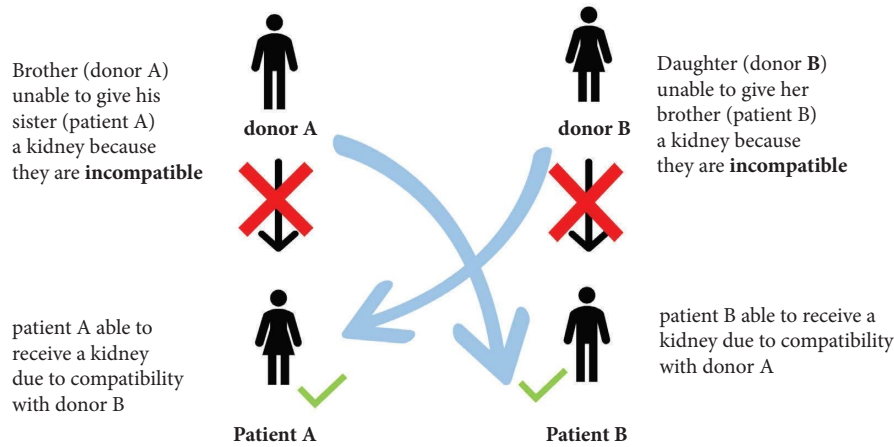 Brother (donor A)
unable to give his
sister (patient A)
a kidney because
they are incompatible
donor A
donor B
Daughter (donor B)
unable to give her
brother (patient B)
a kidney because
they are incompatible
patient A able to
receive a kidney
due to compatibility
with donor B
patient B able to receive a
kidney due to compatibility
with donor A
Patient A
Patient B